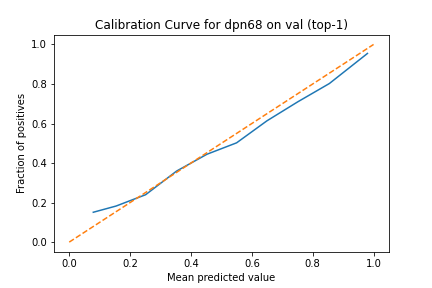 Calibration Curve for dpn68 on val (top-1)
Fraction of positives
1.0
0.8
0.6
0.4
0.2
0.0
0.0 0.2 0.4 0.6 0.8 1.0
Mean predicted value